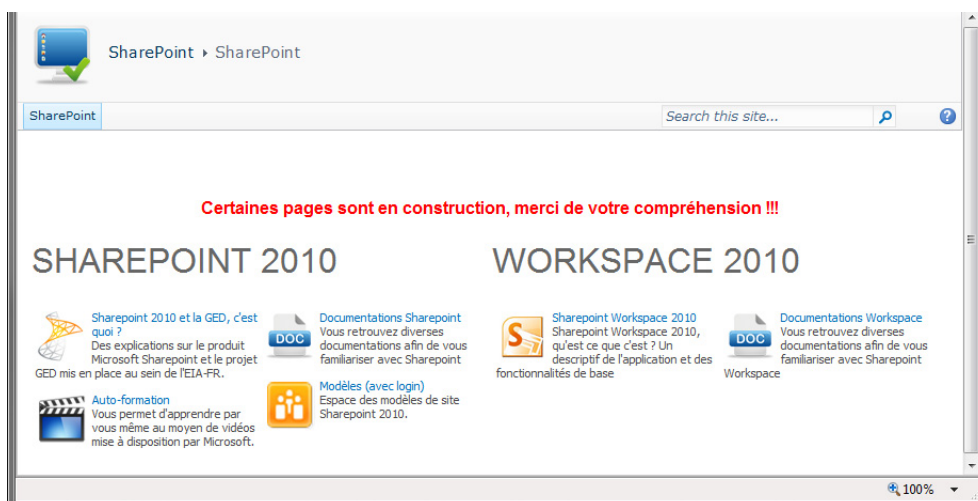 SharePoint ▸ SharePoint
SharePoint
Search this site...
Certaines pages sont en construction, merci de votre compréhension !!!
SHAREPOINT 2010
Sharepoint 2010 et la GED, c'est
quoi ?
Des explications sur le produit
Microsoft Sharepoint et le projet
GED mis en place au sein de l'EIA-FR.
Auto-formation
Vous permet d'apprendre par
vous même au moyen de vidéos
mise à disposition par Microsoft.
DOC
Documentations Sharepoint
Vous retrouvez diverses
documentations afin de vous
familiariser avec Sharepoint
Modèles (avec login)
Espace des modèles de site
Sharepoint 2010.
WORKSPACE 2010
S
Sharepoint Workspace 2010
Sharepoint Workspace 2010,
qu'est ce que c'est ? Un
descriptif de l'application et des
fonctionnalités de base
DOC
Documentations Workspace
Vous retrouvez diverses
documentations afin de vous
familiariser avec Sharepoint
Workspace
100%